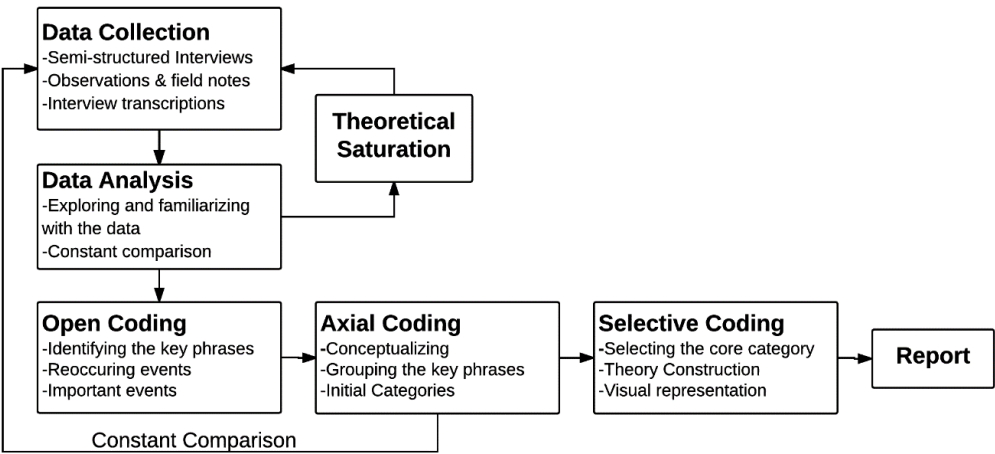 Data Collection
-Semi-structured Interviews
-Observations & field notes
-Interview transcriptions
Theoretical
Saturation
Data Analysis
-Exploring and familiarizing
with the data
-Constant comparison
Open Coding
-Identifying the key phrases
-Reoccuring events
-Important events
Axial Coding
-Conceptualizing
-Grouping the key phrases
-Initial Categories
Selective Coding
-Selecting the core category
-Theory Construction
-Visual representation
Report
Constant Comparison